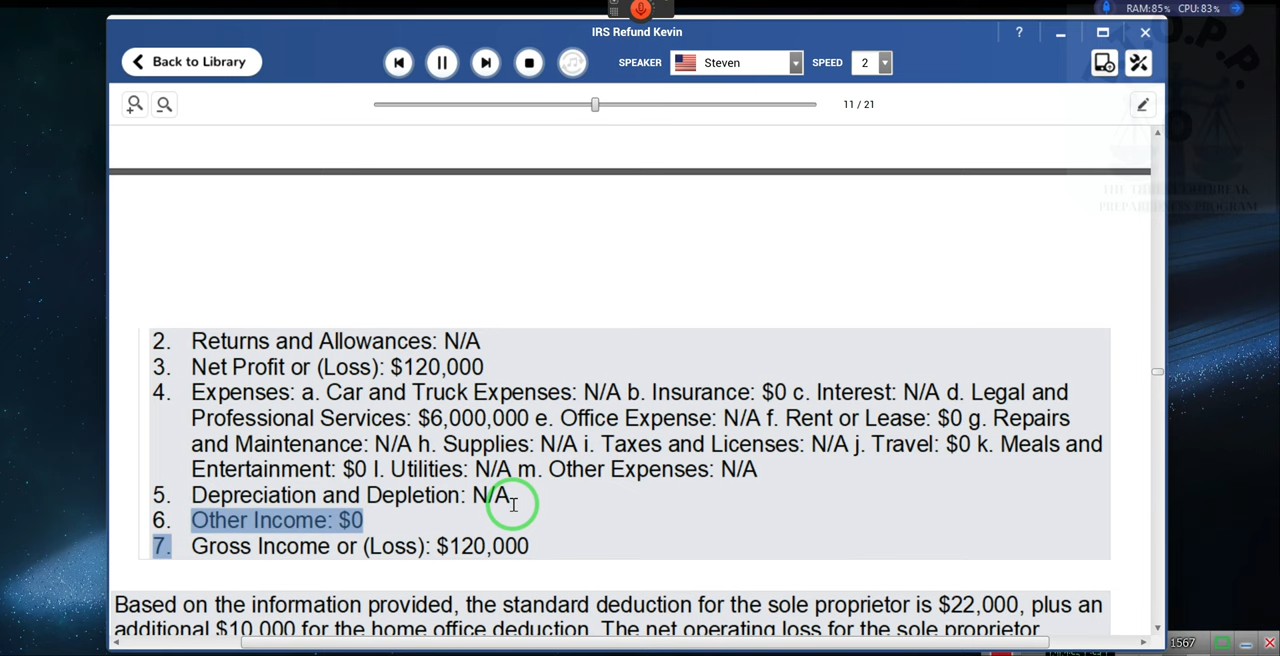 RAM:85% CPU:83%
IRS Refund Kevin
?
Back to Library
SPEAKER Steven SPEED 2
11 / 21
THE
PREPAREDNESS PROGRAM
2. Returns and Allowances: N/A
3. Net Profit or (Loss): $120,000
4. Expenses: a. Car and Truck Expenses: N/A b. Insurance: $0 c. Interest: N/A d. Legal and
Professional Services: $6,000,000 e. Office Expense: N/A f. Rent or Lease: $0 g. Repairs
and Maintenance: N/A h. Supplies: N/A i. Taxes and Licenses: N/A j. Travel: $0 k. Meals and
Entertainment: $0 l. Utilities: N/A m. Other Expenses: N/A
5. Depreciation and Depletion: N/A
6. Other Income: $0
7. Gross Income or (Loss): $120,000
Based on the information provided, the standard deduction for the sole proprietor is $22,000, plus an
additional $10,000 for the home office deduction. The net operating loss for the sole proprietor
1567